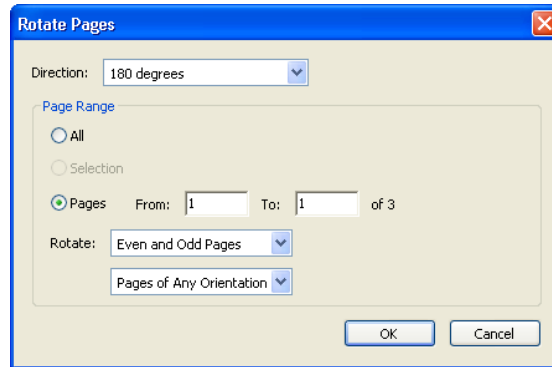 Rotate Pages
Direction: 180 degrees
Page Range
All
Selection
Pages From: 1 To: 1 of 3
Rotate: Even and Odd Pages
Pages of Any Orientation
OK Cancel